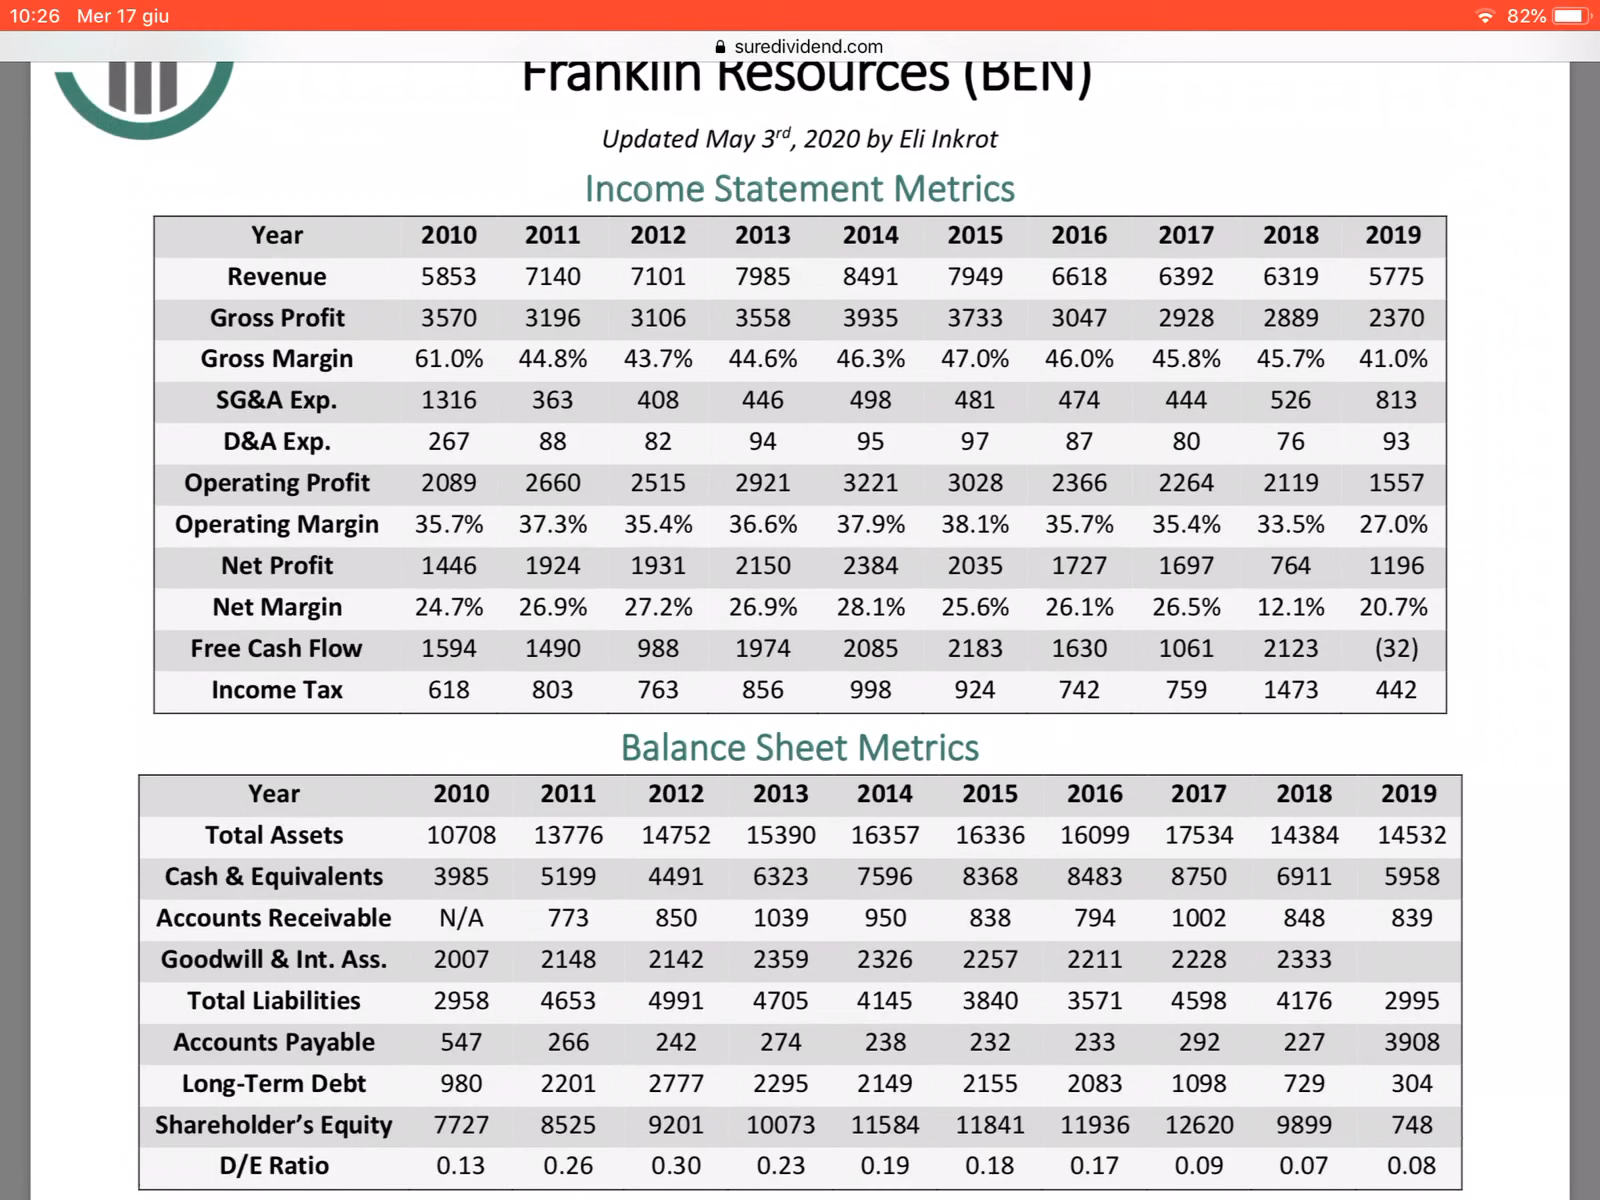 10:26 Mer 17 giu 82%
suredividend.com
Franklin Resources (BEN)
Updated May 3rd, 2020 by Eli Inkrot
Income Statement Metrics
Year 2010 2011 2012 2013 2014 2015 2016 2017 2018 2019
Revenue 5853 7140 7101 7985 8491 7949 6618 6392 6319 5775
Gross Profit 3570 3196 3106 3558 3935 3733 3047 2928 2889 2370
Gross Margin 61.0% 44.8% 43.7% 44.6% 46.3% 47.0% 46.0% 45.8% 45.7% 41.0%
SG&A Exp. 1316 363 408 446 498 481 474 444 526 813
D&A Exp. 267 88 82 94 95 97 87 80 76 93
Operating Profit 2089 2660 2515 2921 3221 3028 2366 2264 2119 1557
Operating Margin 35.7% 37.3% 35.4% 36.6% 37.9% 38.1% 35.7% 35.4% 33.5% 27.0%
Net Profit 1446 1924 1931 2150 2384 2035 1727 1697 764 1196
Net Margin 24.7% 26.9% 27.2% 26.9% 28.1% 25.6% 26.1% 26.5% 12.1% 20.7%
Free Cash Flow 1594 1490 988 1974 2085 2183 1630 1061 2123 (32)
Income Tax 618 803 763 856 998 924 742 759 1473 442
Balance Sheet Metrics
Year 2010 2011 2012 2013 2014 2015 2016 2017 2018 2019
Total Assets 10708 13776 14752 15390 16357 16336 16099 17534 14384 14532
Cash & Equivalents 3985 5199 4491 6323 7596 8368 8483 8750 6911 5958
Accounts Receivable N/A 773 850 1039 950 838 794 1002 848 839
Goodwill & Int. Ass. 2007 2148 2142 2359 2326 2257 2211 2228 2333
Total Liabilities 2958 4653 4991 4705 4145 3840 3571 4598 4176 2995
Accounts Payable 547 266 242 274 238 232 233 292 227 3908
Long-Term Debt 980 2201 2777 2295 2149 2155 2083 1098 729 304
Shareholder's Equity 7727 8525 9201 10073 11584 11841 11936 12620 9899 748
D/E Ratio 0.13 0.26 0.30 0.23 0.19 0.18 0.17 0.09 0.07 0.08